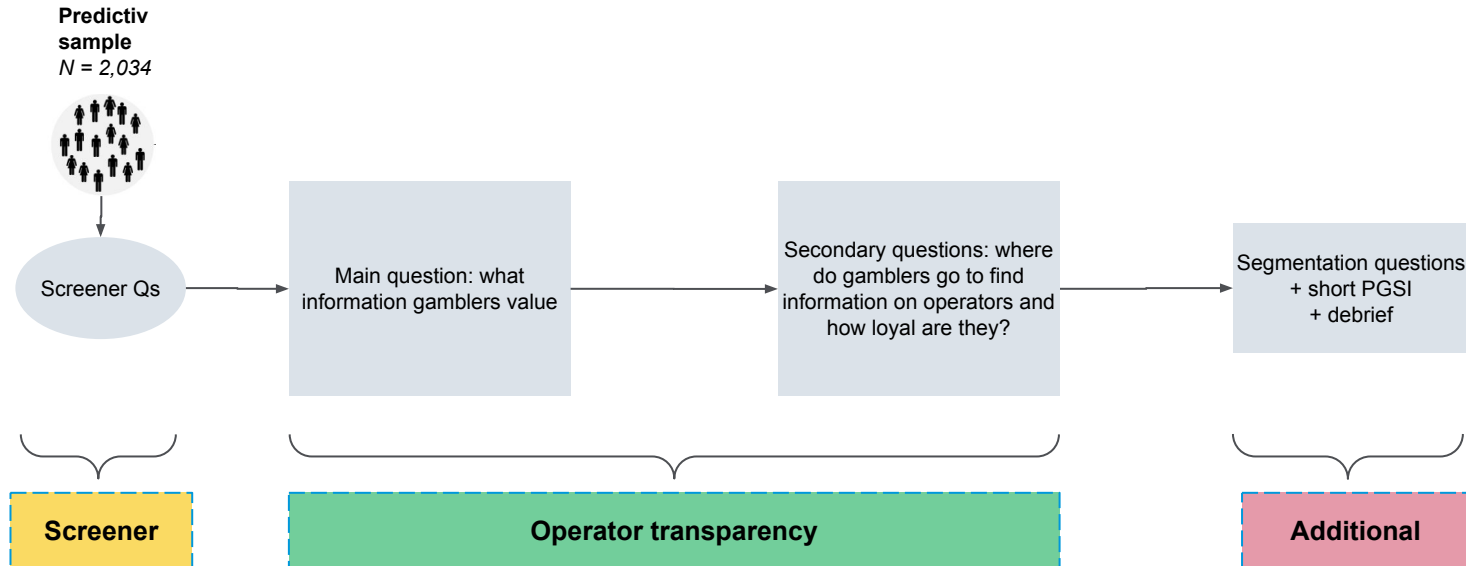 Predictiv
sample
N = 2,034
Screener Qs
Main question: what
information gamblers value
Secondary questions: where
do gamblers go to find
information on operators and
how loyal are they?
Segmentation questions
+ short PGSI
+ debrief
Screener
Operator transparency
Additional